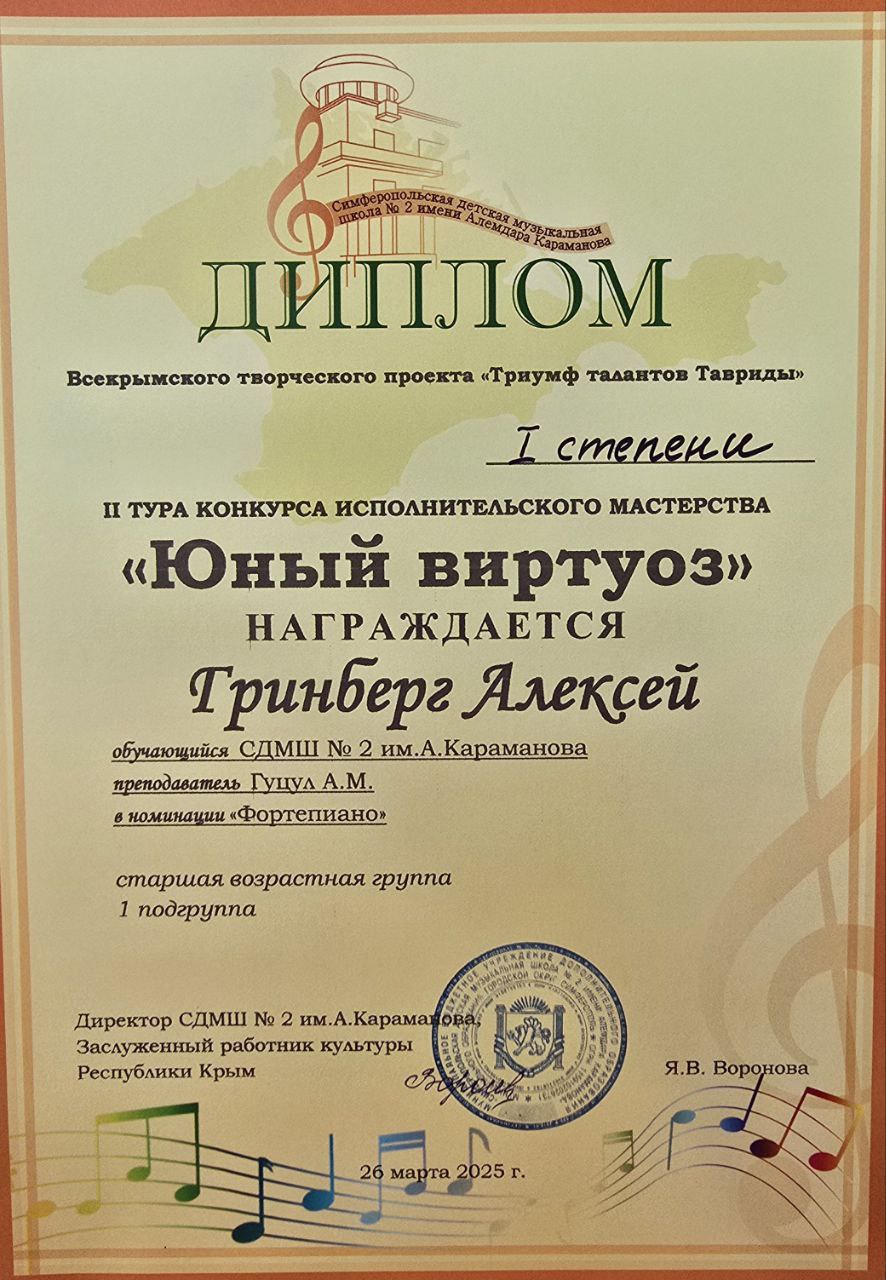 Симферопольская детская музыкальная
школа № 2 имени Алемдара Караманова
ДИПЛОМ
Всекрымского творческого проекта «Триумф талантов Тавриды»
I степени
II ТУРА КОНКУРСА ИСПОЛНИТЕЛЬСКОГО МАСТЕРСТВА
«Юный виртуоз»
НАГРАЖДАЕТСЯ
Гринберг Алексей
обучающийся СДМШ № 2 им.А.Караманова
преподаватель Гуцул А.М.
в номинации «Фортепиано»
старшая возрастная группа
1 подгруппа
Директор СДМШ № 2 им.А.Караманова,
Заслуженный работник культуры
Республики Крым
Я.В. Воронова
26 марта 2025 г.